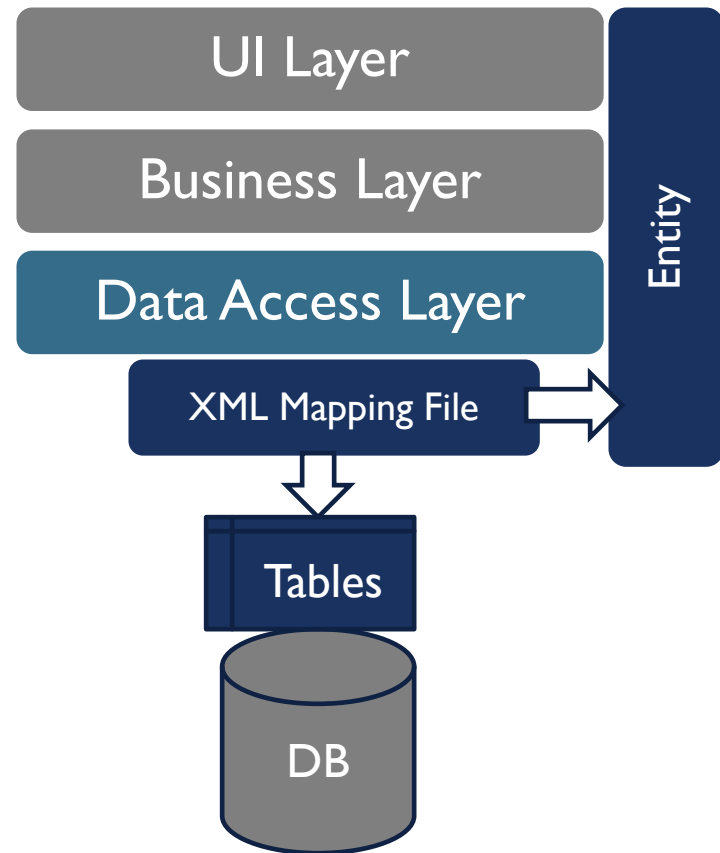 UI Layer
Business Layer
Entity
Data Access Layer
XML Mapping File
Tables
DB